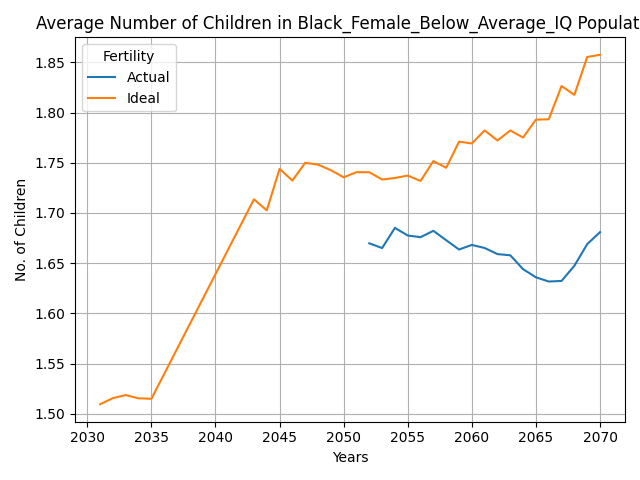 Average Number of Children in Black_Female_Below_Average_IQ Populat
Fertility
Actual
Ideal
No. of Children
1.85
1.80
1.75
1.70
1.65
1.60
1.55
1.50
2030 2035 2040 2045 2050 2055 2060 2065 2070
Years